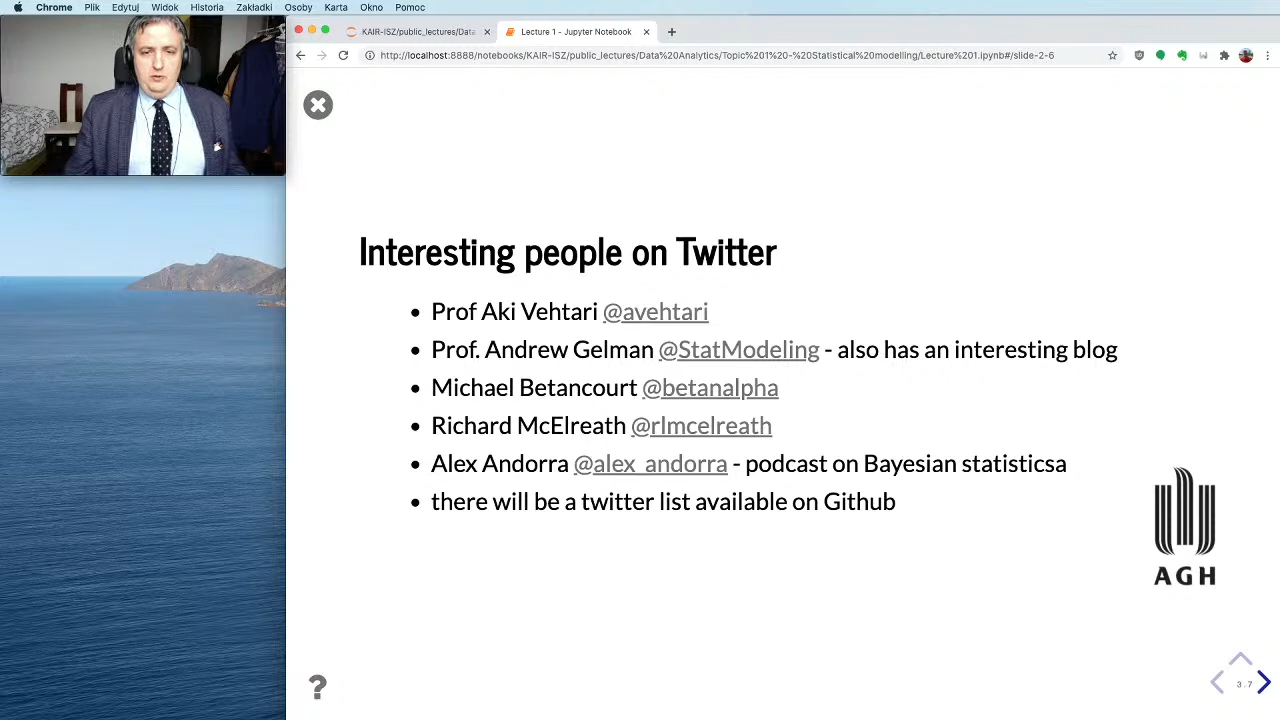 Chrome Plik Edytuj Widok Historia Zakładki Osoby Karta Okno Pomoc
KAIR-ISZ/public_lectures/Data
Lecture 1 - Jupyter Notebook
http://localhost:8888/notebooks/KAIR-ISZ/public_lectures/Data%20Analytics/Topic%201%20-%20Statistical%20modelling/Lecture%201.ipynb#/slide-2-6
Interesting people on Twitter
• Prof Aki Vehtari @avehtari
• Prof. Andrew Gelman @StatModeling - also has an interesting blog
• Michael Betancourt @betanalpha
• Richard McElreath @rlmcelreath
• Alex Andorra @alex_andorra - podcast on Bayesian statisticsa
• there will be a twitter list available on Github
AGH
?
3.7